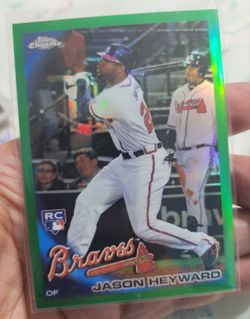 Topps
Chrome
RC
Braves
JASON HEYWARD
OF